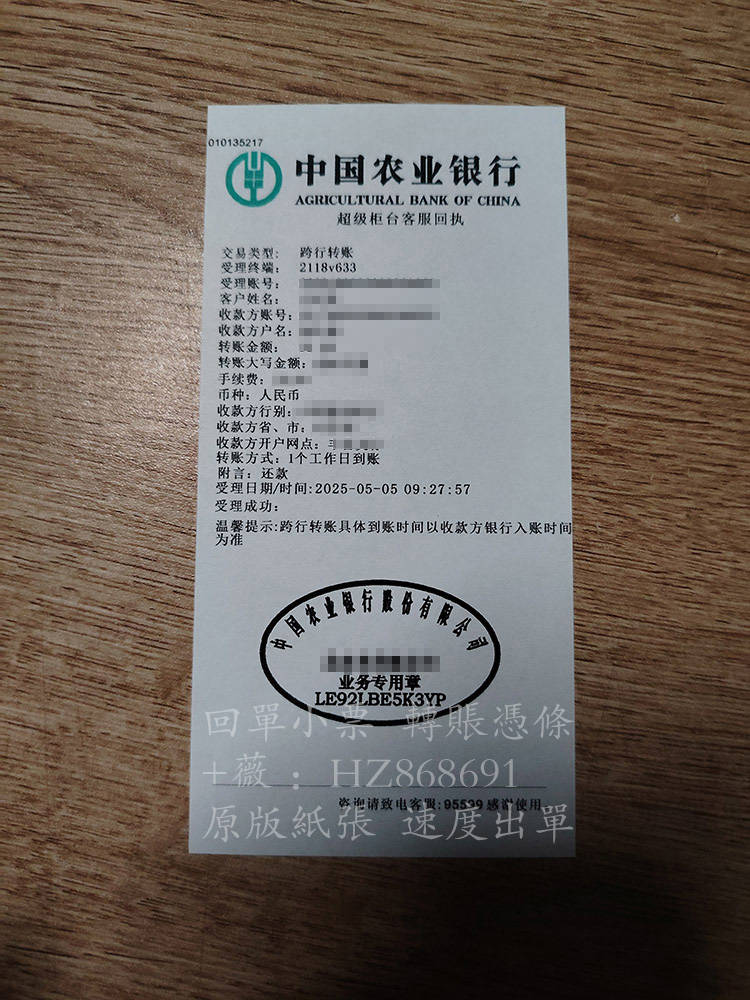 010135217
中国农业银行
AGRICULTURAL BANK OF CHINA
超级柜台客服回执
交易类型: 跨行转账
受理终端: 2118v633
受理账号:
客户姓名:
收款方账号:
收款方户名:
转账金额:
转账大写金额:
手续费:
币种: 人民币
收款方行别:
收款方省、市:
收款方开户网点:
转账方式: 1个工作日到账
附言: 还款
受理日期/时间:2025-05-05 09:27:57
受理成功:
温馨提示:跨行转账具体到账时间以收款方银行入账时间
为准
中国农业银行股份有限公司
业务专用章
LE92LBE5K3YP
回單小票 轉賬憑條
+薇：HZ868691
咨询请致电客服:95599感谢使用
原版紙張 速度出單